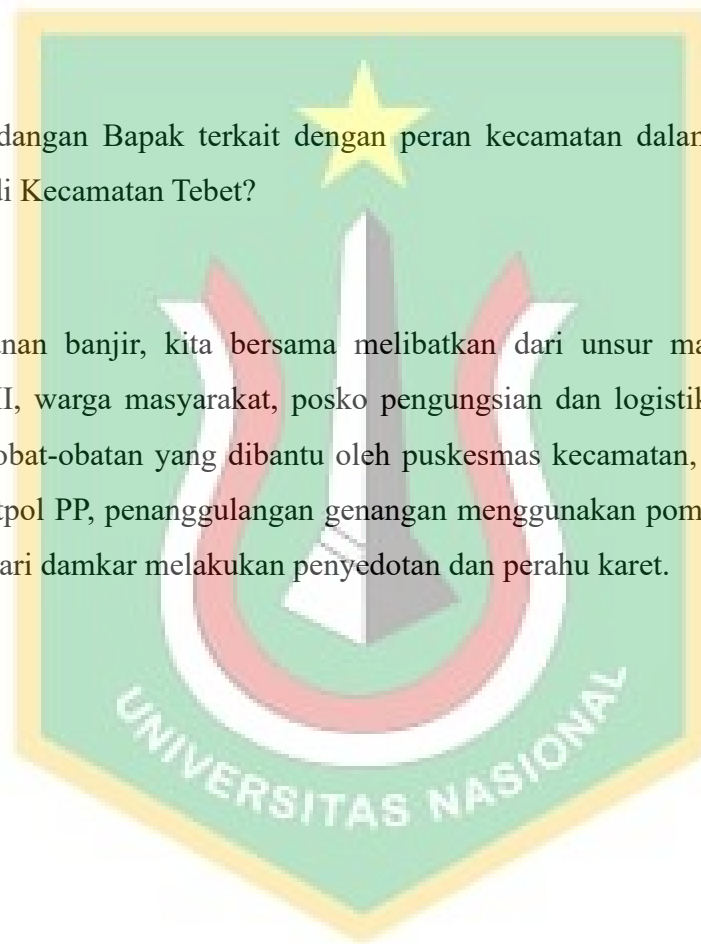 dangan Bapak terkait dengan peran kecamatan dalam
di Kecamatan Tebet?
anan banjir, kita bersama melibatkan dari unsur ma
II, warga masyarakat, posko pengungsian dan logistik
obat-obatan yang dibantu oleh puskesmas kecamatan,
tpol PP, penanggulangan genangan menggunakan pom
ari damkar melakukan penyedotan dan perahu karet.
UNIVERSITAS NASIONAL